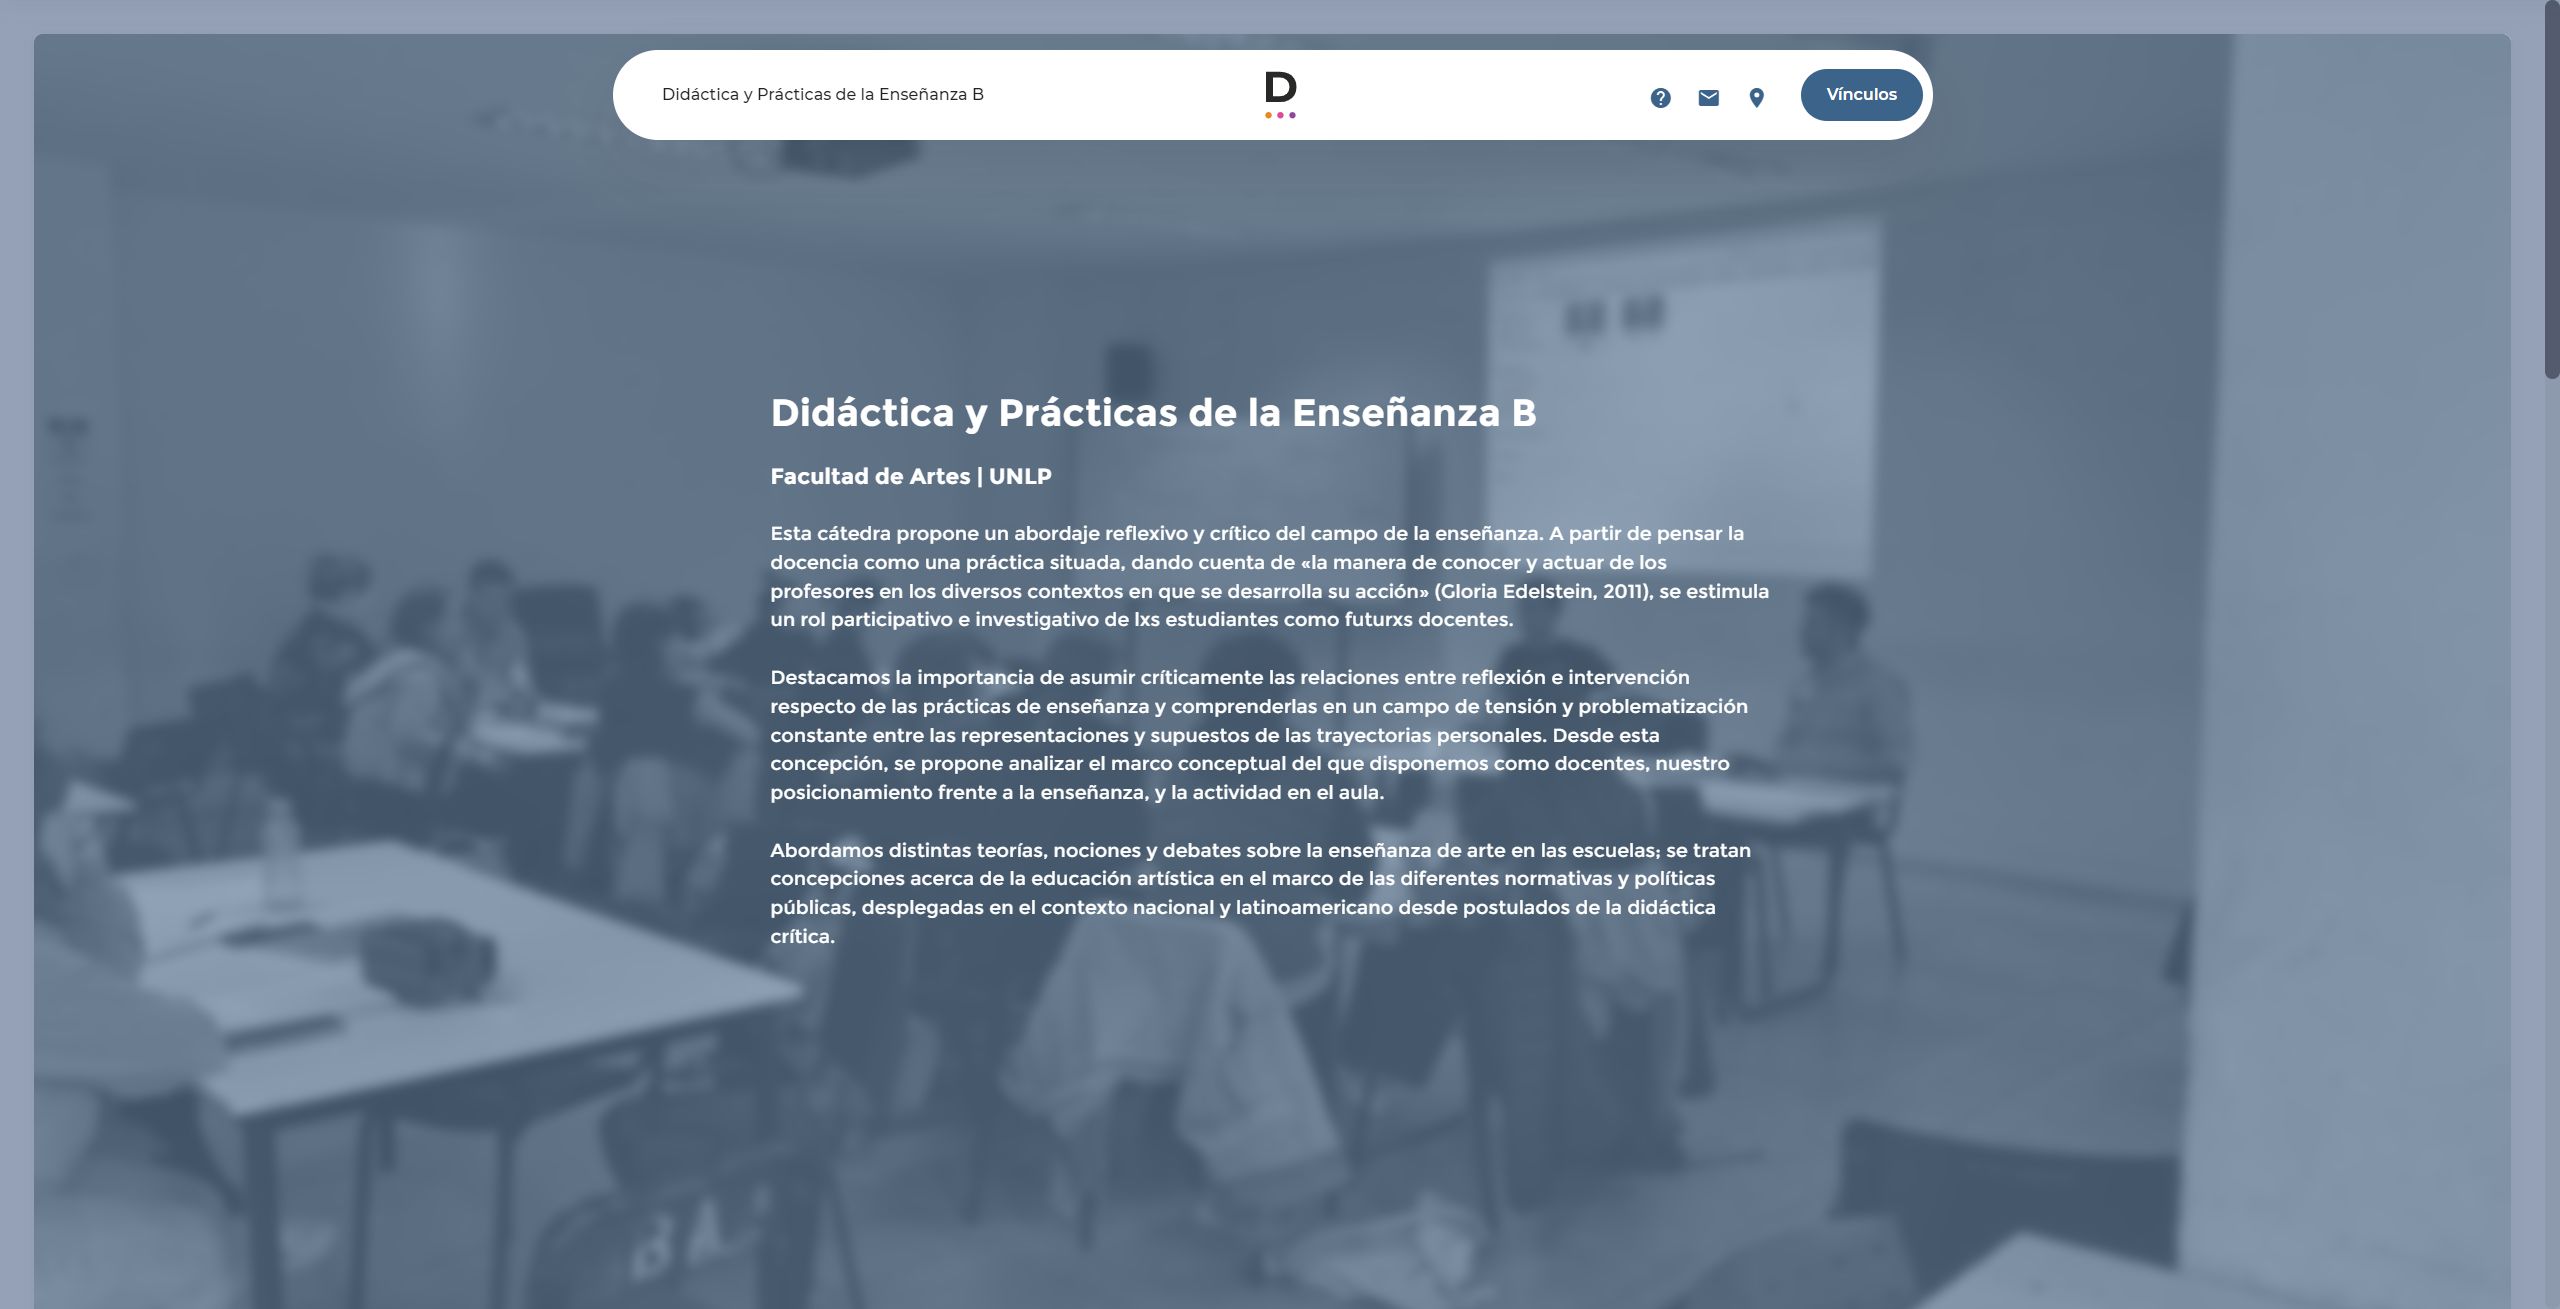 Didáctica y Prácticas de la Enseñanza B
D
Vínculos
Didáctica y Prácticas de la Enseñanza B
Facultad de Artes | UNLP
Esta cátedra propone un abordaje reflexivo y crítico del campo de la enseñanza. A partir de pensar la
docencia como una práctica situada, dando cuenta de «la manera de conocer y actuar de los
profesores en los diversos contextos en que se desarrolla su acción» (Gloria Edelstein, 2011), se estimula
un rol participativo e investigativo de lxs estudiantes como futurxs docentes.
Destacamos la importancia de asumir críticamente las relaciones entre reflexión e intervención
respecto de las prácticas de enseñanza y comprenderlas en un campo de tensión y problematización
constante entre las representaciones y supuestos de las trayectorias personales. Desde esta
concepción, se propone analizar el marco conceptual del que disponemos como docentes, nuestro
posicionamiento frente a la enseñanza, y la actividad en el aula.
Abordamos distintas teorías, nociones y debates sobre la enseñanza de arte en las escuelas; se tratan
concepciones acerca de la educación artística en el marco de las diferentes normativas y políticas
públicas, desplegadas en el contexto nacional y latinoamericano desde postulados de la didáctica
crítica.